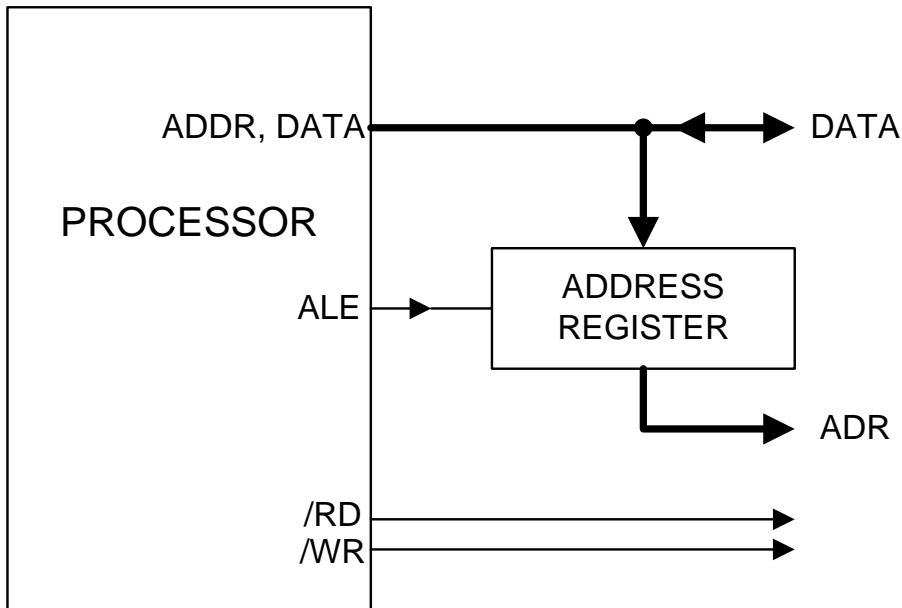 ADDR, DATA
DATA
PROCESSOR
ALE
ADDRESS
REGISTER
ADR
/RD
/WR